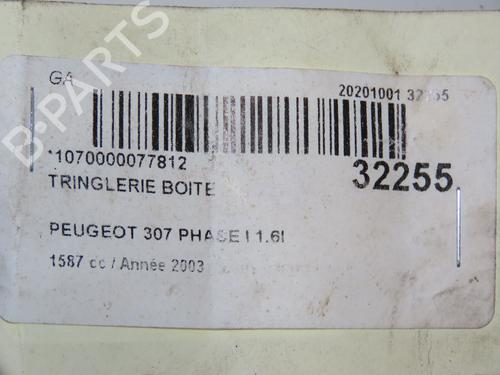 B-PARTS
GA
20201001 32255
*1070000077812
32255
TRINGLERIE BOITE
PEUGEOT 307 PHASE I 1.6I
1587 cc / Année 2003